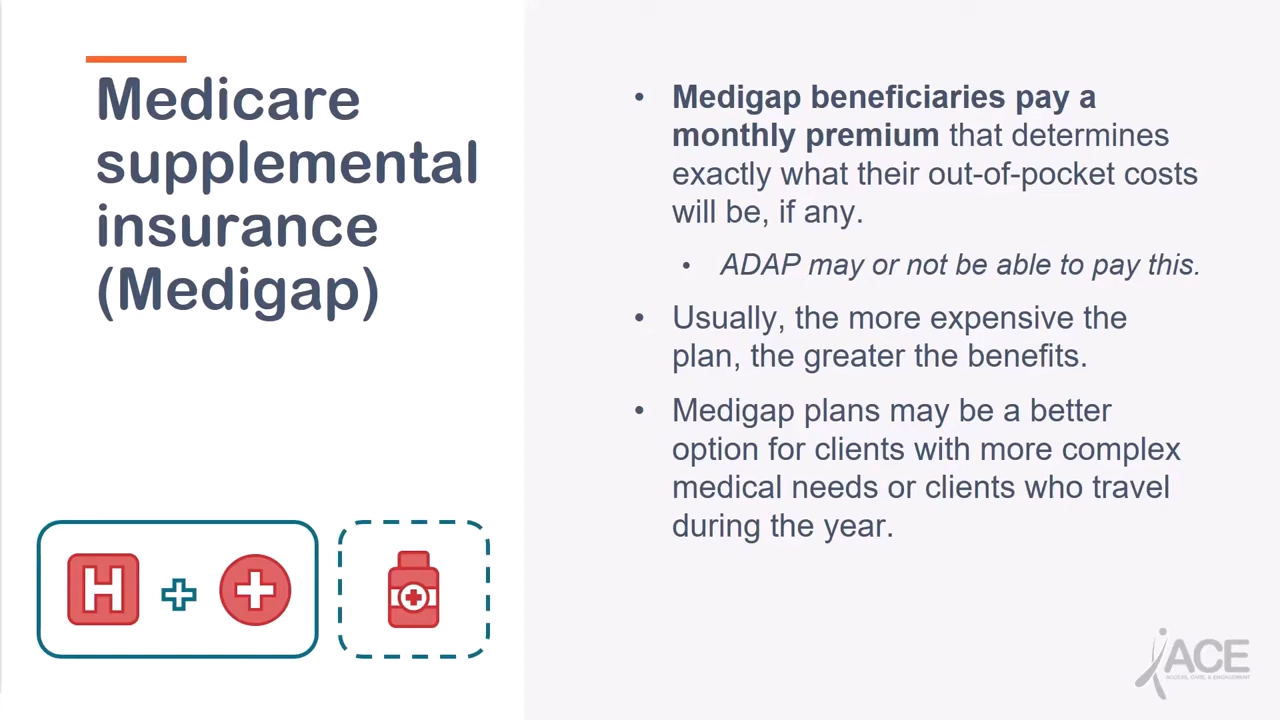 Medicare
supplemental
insurance
(Medigap)
H
• Medigap beneficiaries pay a
monthly premium that determines
exactly what their out-of-pocket costs
will be, if any.
• ADAP may or not be able to pay this.
• Usually, the more expensive the
plan, the greater the benefits.
• Medigap plans may be a better
option for clients with more complex
medical needs or clients who travel
during the year.
ACE
ACCESS, CARE, & ENGAGEMENT